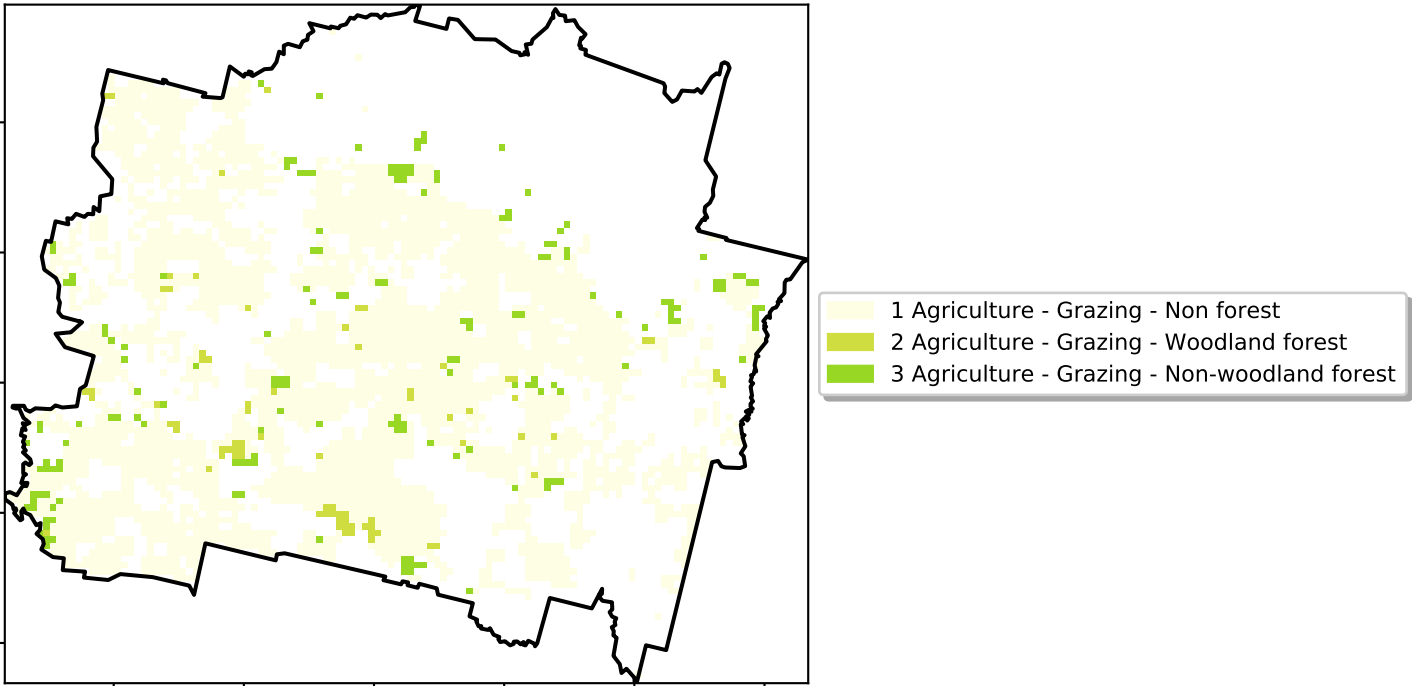 1 Agriculture - Grazing - Non forest
2 Agriculture - Grazing - Woodland forest
3 Agriculture - Grazing - Non-woodland forest